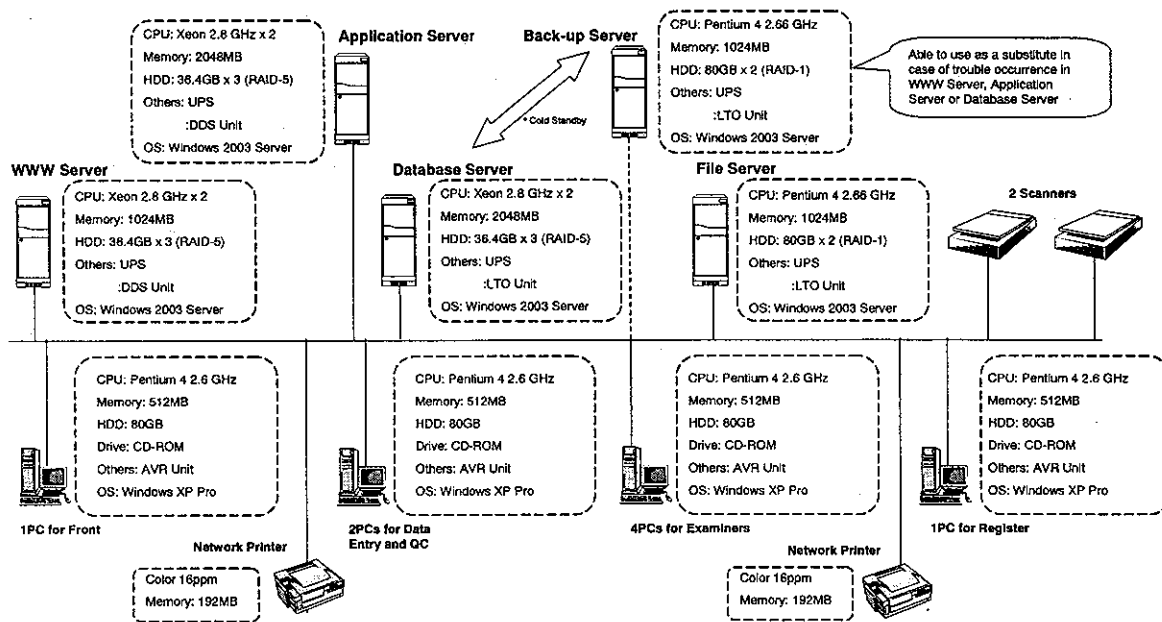 Application Server
CPU: Xeon 2.8 GHz x 2
Memory: 2048MB
HDD: 36.4GB x 3 (RAID-5)
Others: UPS
:DDS Unit
OS: Windows 2003 Server
Back-up Server
CPU: Pentium 4 2.66 GHz
Memory: 1024MB
HDD: 80GB x 2 (RAID-1)
Others: UPS
:LTO Unit
OS: Windows 2003 Server
Able to use as a substitute in
case of trouble occurrence in
WWW Server, Application
Server or Database Server
* Cold Standby
WWW Server
CPU: Xeon 2.8 GHz x 2
Memory: 1024MB
HDD: 36.4GB x 3 (RAID-5)
Others: UPS
:DDS Unit
OS: Windows 2003 Server
Database Server
CPU: Xeon 2.8 GHz x 2
Memory: 2048MB
HDD: 36.4GB x 3 (RAID-5)
Others: UPS
:LTO Unit
OS: Windows 2003 Server
File Server
CPU: Pentium 4 2.66
Memory: 1024MB
HDD: 80GB x 2 (RAID-1)
Others: UPS
:LTO Unit
OS: Windows 2003 Server
2 Scanners
CPU: Pentium 4 2.6 GHz
Memory: 512MB
HDD: 80GB
Drive: CD-ROM
Others: AVR Unit
OS: Windows XP Pro
1PC for Front
CPU: Pentium 4 2.6 GHz
Memory: 512MB
HDD: 80GB
Drive: CD-ROM
Others: AVR Unit
OS: Windows XP Pro
2PCs for Data
Entry and QC
CPU: Pentium 4 2.6 GHz
Memory: 512MB
HDD: 80GB
Drive: CD-ROM
Others: AVR Unit
OS: Windows XP Pro
4PCs for Examiners
CPU: Pentium 4 2.6 GHz
Memory: 512MB
HDD: 80GB
Drive: CD-ROM
Others: AVR Unit
OS: Windows XP Pro
1PC for Register
Network Printer
Color 16ppm
Memory: 192MB
Network Printer
Color 16ppm
Memory: 192MB